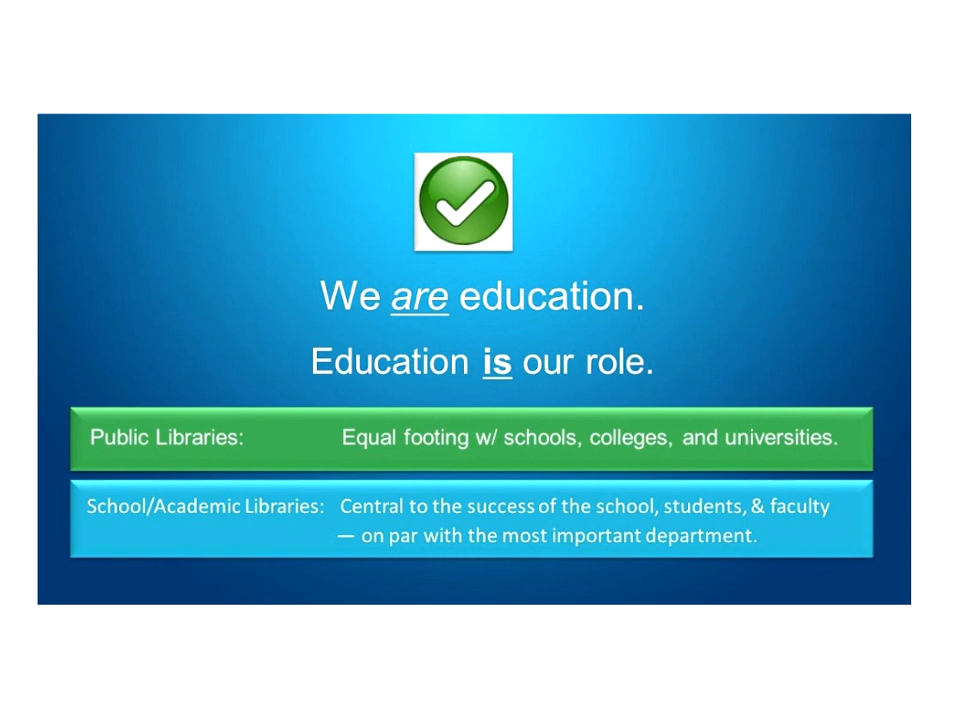 We are education.
Education is our role.
Public Libraries: Equal footing w/ schools, colleges, and universities.
School/Academic Libraries: Central to the success of the school, students, & faculty
— on par with the most important department.